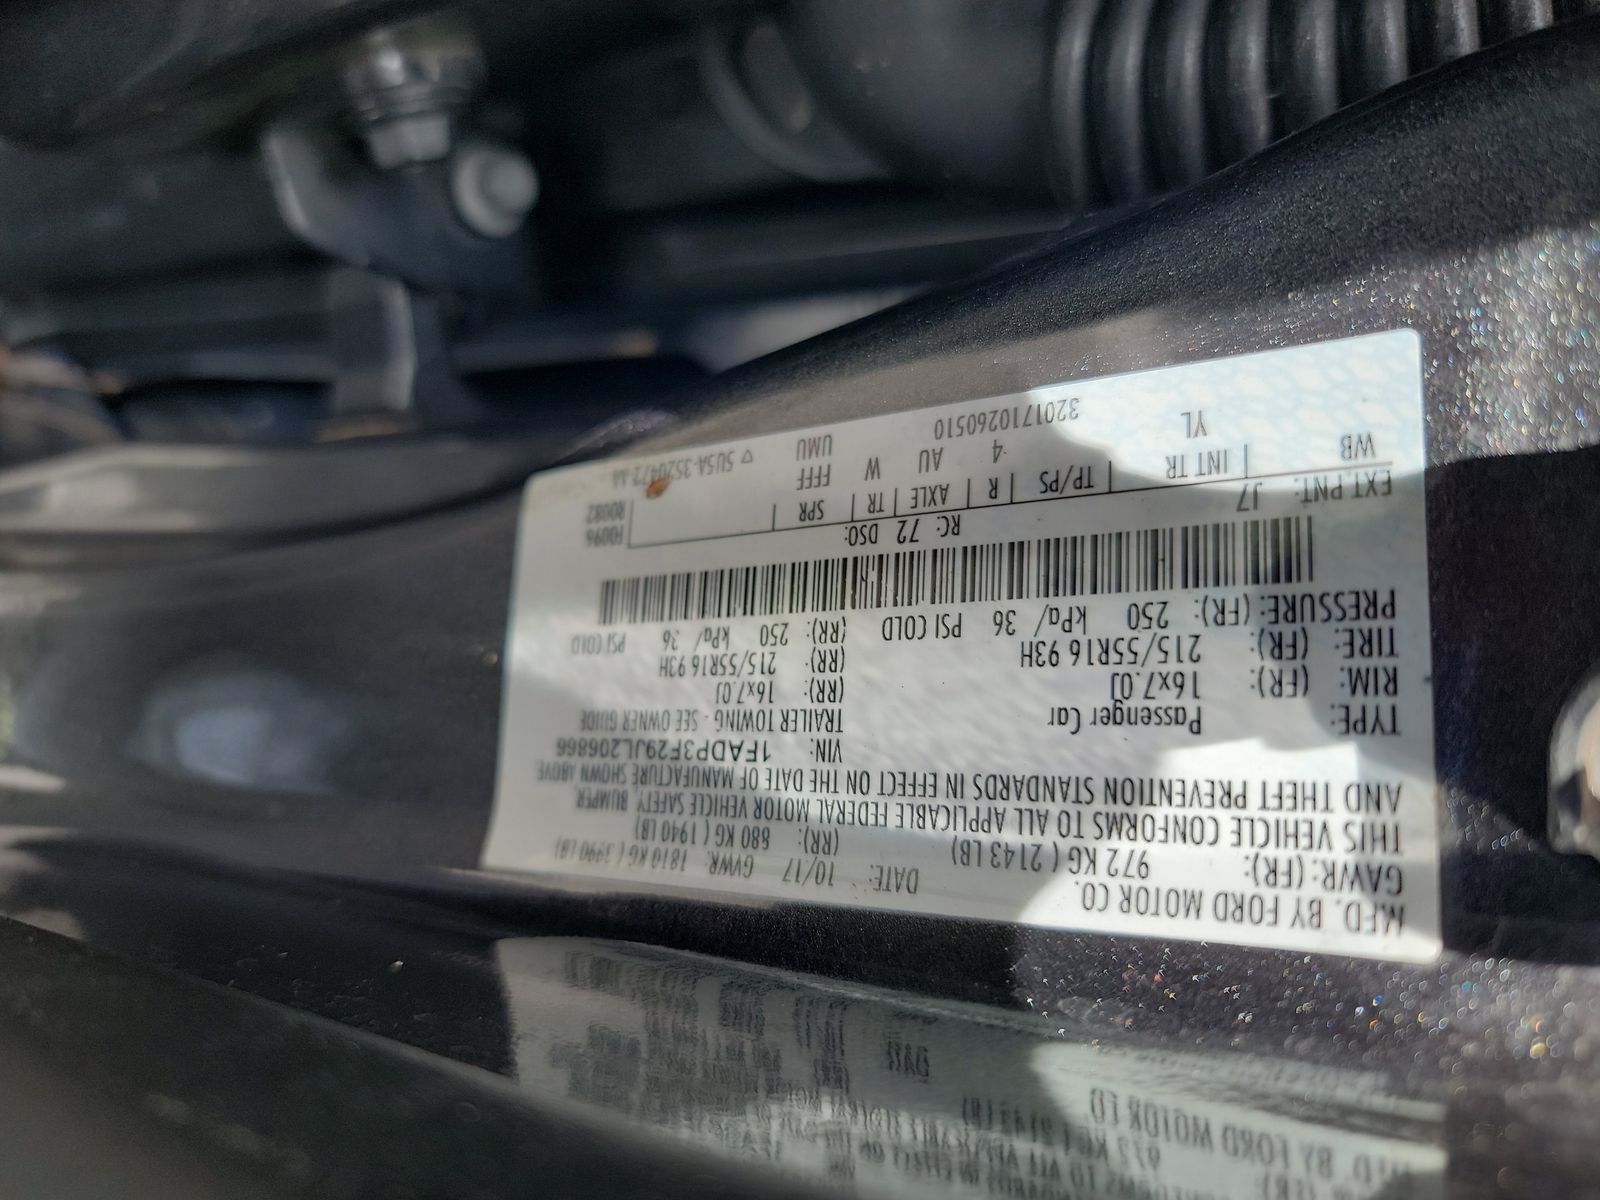 MFD. BY FORD MOTOR CO.
DATE: 10/17 GVWR: 1810 KG ( 3990 LB)
GAWR: (FR): 972 KG ( 2143 LB) (RR): 880 KG ( 1940 LB)
THIS VEHICLE CONFORMS TO ALL APPLICABLE FEDERAL MOTOR VEHICLE SAFETY, BUMPER,
AND THEFT PREVENTION STANDARDS IN EFFECT ON THE DATE OF MANUFACTURE SHOWN ABOVE
VIN: 1FADP3F29JL206866
TYPE: Passenger Car TRAILER TOWING - SEE OWNER GUIDE
RIM: (FR): 16x7.0J (RR): 16x7.0J
TIRE: (FR): 215/55R16 93H (RR): 215/55R16 93H
PRESSURE: (FR): 250 kPa/ 36 PSI COLD (RR): 250 kPa/ 36 PSI COLD
F0096
EXT PNT: J7 RC: 72 DSO: R0082
WB INT TR TP/PS R AXLE TR SPR
YL 4 AU W FFFF
UMU
3201710260510